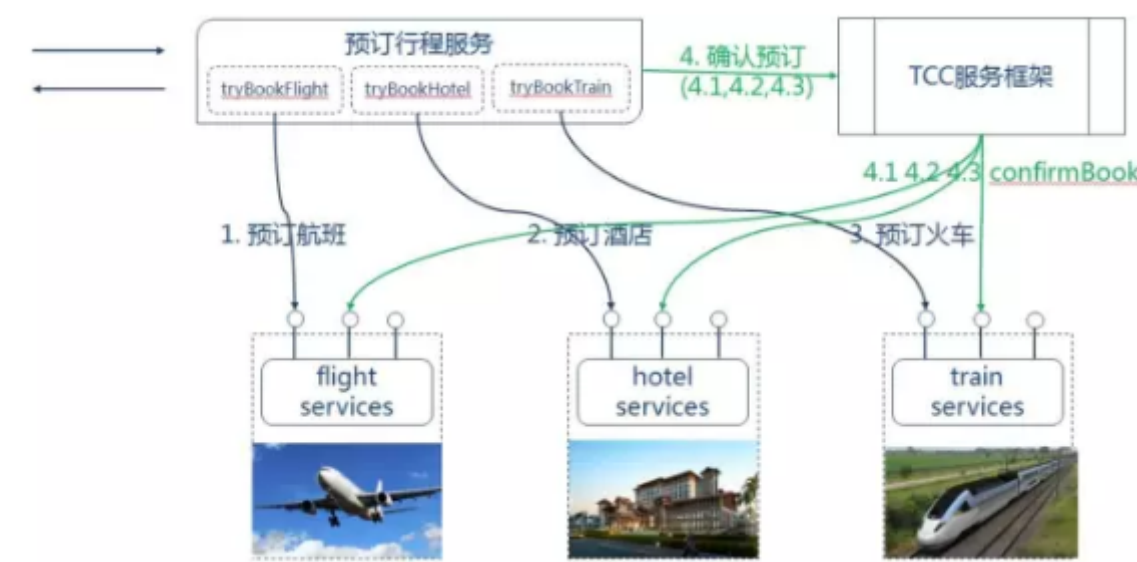 预订行程服务
tryBookFlight
tryBookHotel
tryBookTrain
4. 确认预订
(4.1,4.2,4.3)
TCC服务框架
4.1 4.2 4.3 confirmBook
1. 预订航班
2. 预订酒店
3. 预订火车
flight
services
hotel
services
train
services